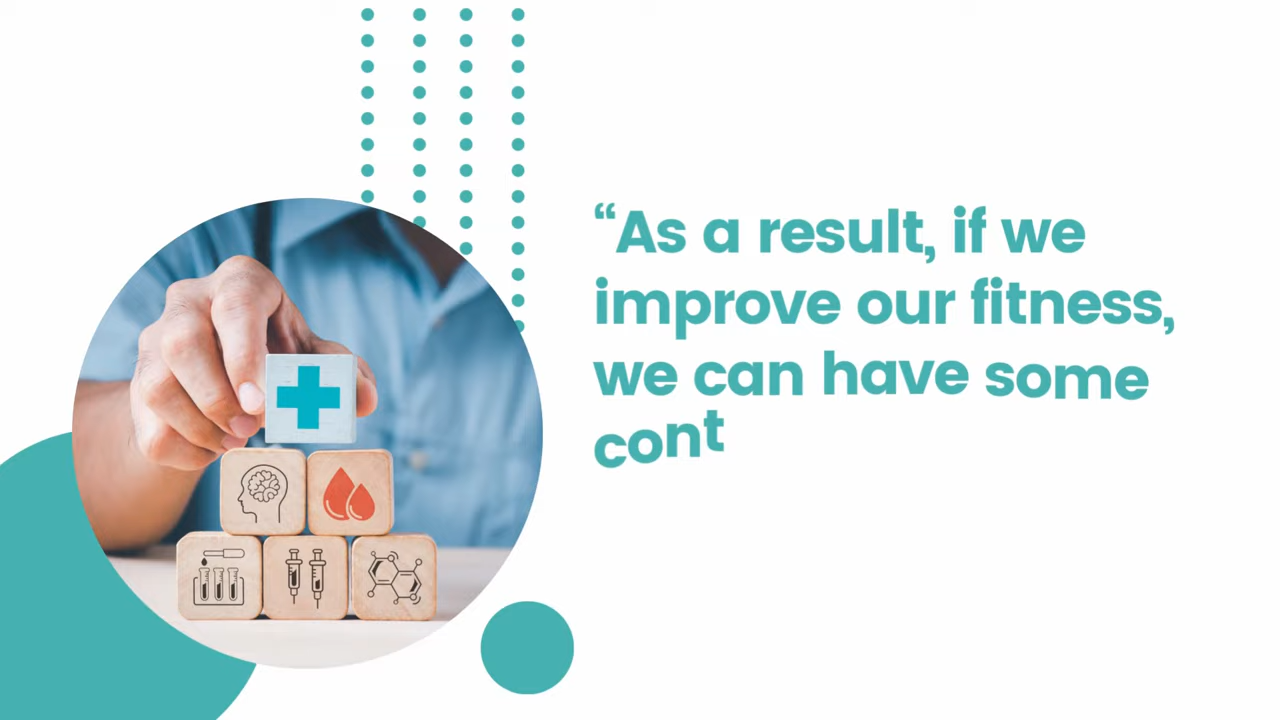 “As a result, if we
improve our fitness,
we can have some
cont